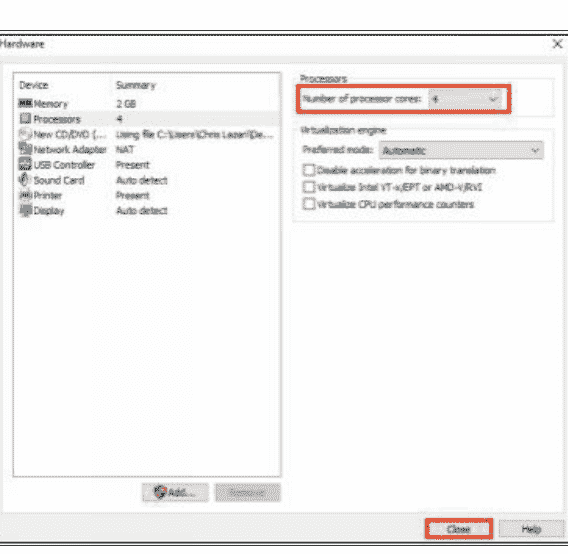 Hardware
Device Summary
Memory 2 GB
Processors 4
New CD/DVD (... Using file C:\Users\Chris Lazari\De...
Network Adapter NAT
USB Controller Present
Sound Card Auto detect
Printer Present
Display Auto detect
Add...
Remove
Processors
Number of processor cores: 4
Virtualization engine
Preferred mode: Automatic
Disable acceleration for binary translation
Virtualize Intel VT-x/EPT or AMD-V/RVI
Virtualize CPU performance counters
Close
Help